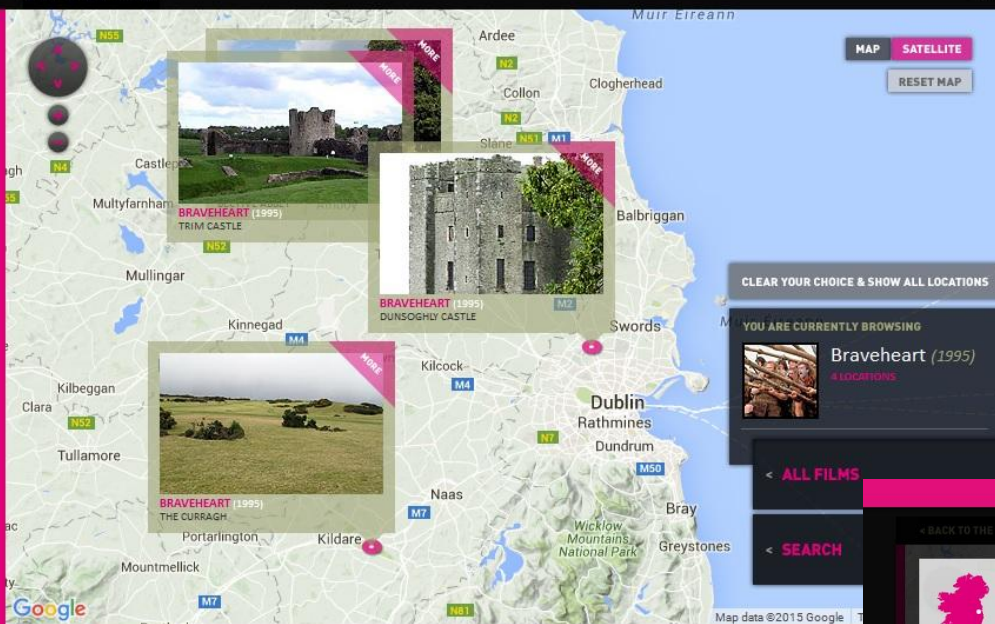 Muir Éireann
N55
Ardee
MAP
SATELLITE
MORE
MORE
N2
RESET MAP
Collon
Clogherhead
N2
Slane
N51
M1
N4
MORE
Multyfarnham
BRAVEHEART (1995)
TRIM CASTLE
Balbriggan
N52
Mullingar
CLEAR YOUR CHOICE & SHOW ALL LOCATIONS
BRAVEHEART (1995)
M2
DUNSOGHLY CASTLE
Kinnegad
Swords
YOU ARE CURRENTLY BROWSING
M4
MORE
Braveheart (1995)
4 LOCATIONS
Kilcock
M4
Kilbeggan
Clara
Dublin
N52
Rathmines
N7
Dundrum
Tullamore
M50
< ALL FILMS
BRAVEHEART (1995)
THE CURRAGH
Naas
M7
Bray
< BACK TO THE
Portarlington
Kildare
Wicklow
Mountains
National Park
Greystones
< SEARCH
Mountmellick
M7
Google
N81
Map data ©2015 Google